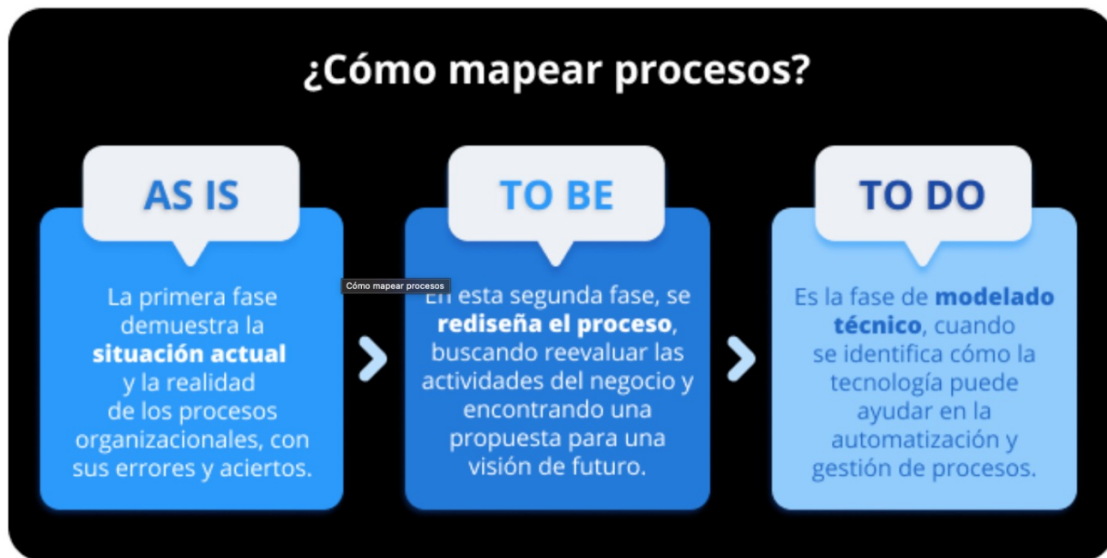 ¿Cómo mapear procesos?
AS IS
La primera fase
demuestra la
situación actual
y la realidad
de los procesos
organizacionales, con
sus errores y aciertos.
Cómo mapear procesos
TO BE
En esta segunda fase, se
rediseña el proceso,
buscando reevaluar las
actividades del negocio y
encontrando una
propuesta para una
visión de futuro.
TO DO
Es la fase de modelado
técnico, cuando
se identifica cómo la
tecnología puede
ayudar en la
automatización y
gestión de procesos.